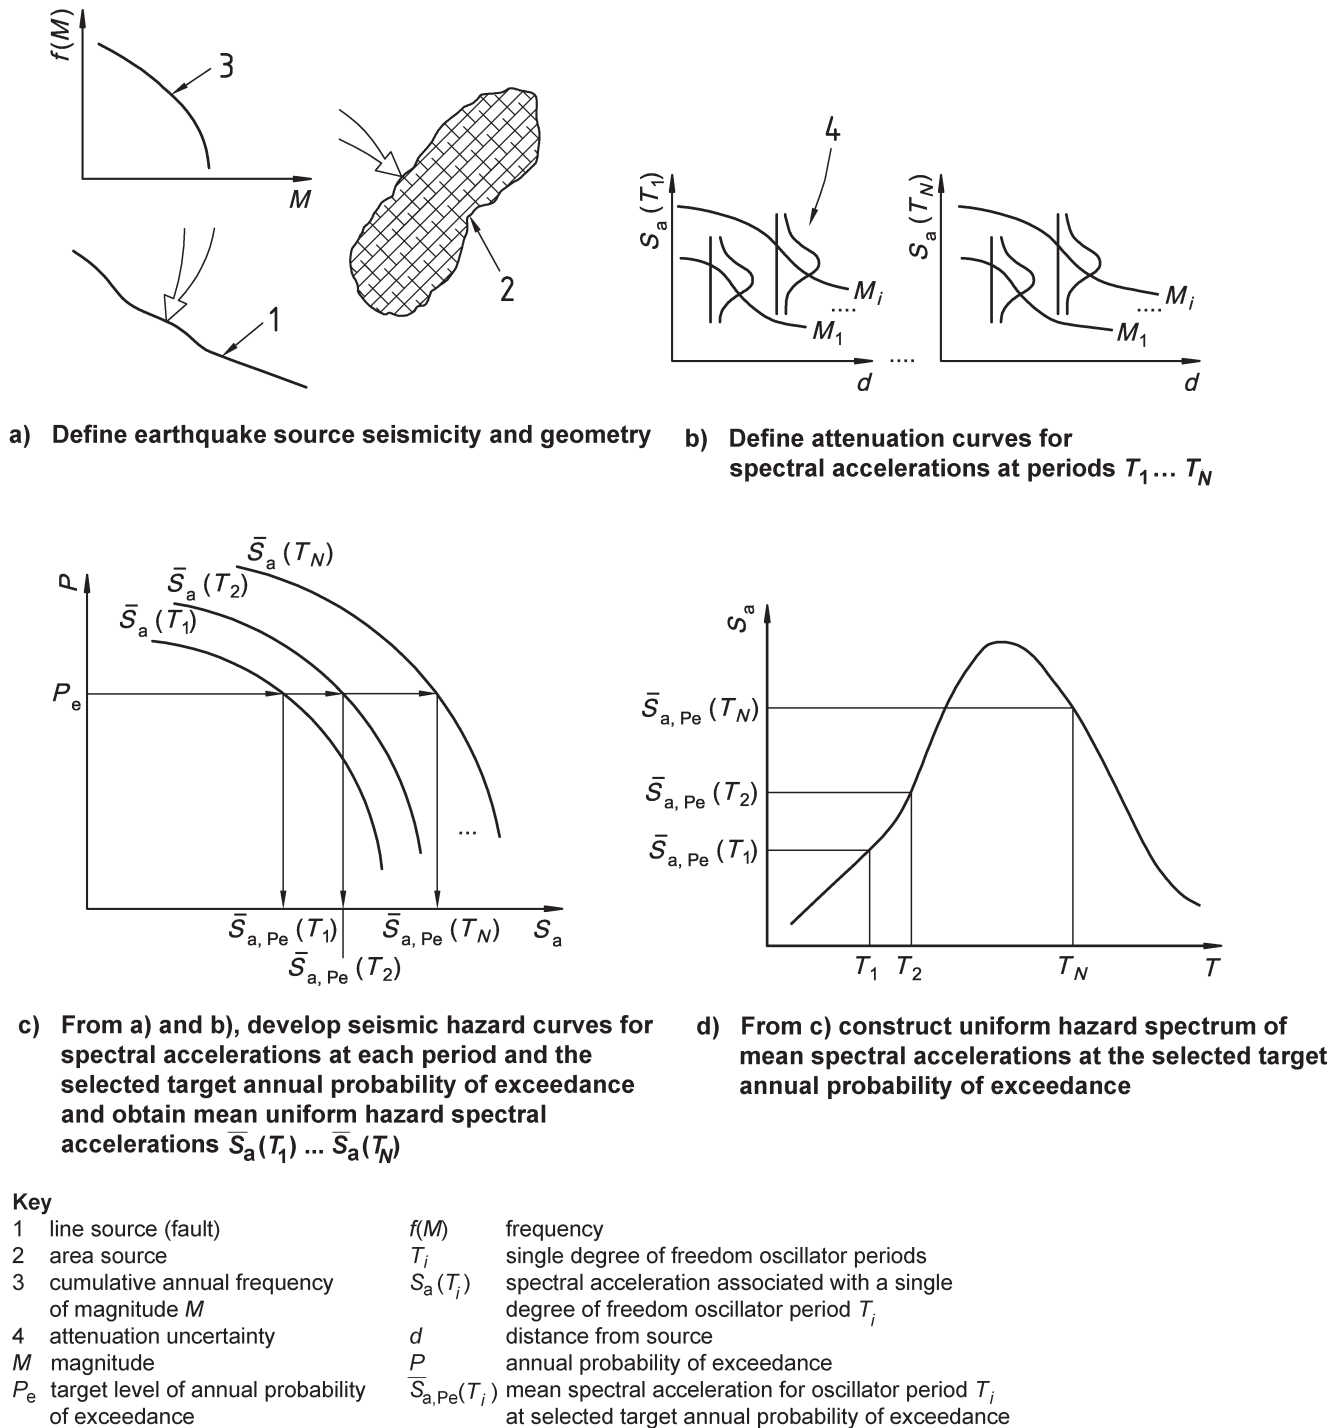 f(M)
3
M
1
2
4
S a (T1)
Mi
....
M1
d
....
S a (TN)
Mi
....
M1
d
a) Define earthquake source seismicity and geometry
b) Define attenuation curves for
spectral accelerations at periods T1 ... TN
P
S̄a (TN)
S̄a (T2)
S̄a (T1)
Pe
...
S̄a, Pe (T1)
S̄a, Pe (TN)
Sa
S̄a, Pe (T2)
Sa
S̄a, Pe (TN)
S̄a, Pe (T2)
S̄a, Pe (T1)
T1
T2
TN
T
c) From a) and b), develop seismic hazard curves for
spectral accelerations at each period and the
selected target annual probability of exceedance
and obtain mean uniform hazard spectral
accelerations S̄a(T1) ... S̄a(TN)
d) From c) construct uniform hazard spectrum of
mean spectral accelerations at the selected target
annual probability of exceedance
Key
1 line source (fault)
2 area source
3 cumulative annual frequency
of magnitude M
4 attenuation uncertainty
M magnitude
Pe target level of annual probability
of exceedance
f(M) frequency
Ti single degree of freedom oscillator periods
Sa (Ti) spectral acceleration associated with a single
degree of freedom oscillator period Ti
d distance from source
P annual probability of exceedance
S̄a,Pe(Ti) mean spectral acceleration for oscillator period Ti
at selected target annual probability of exceedance